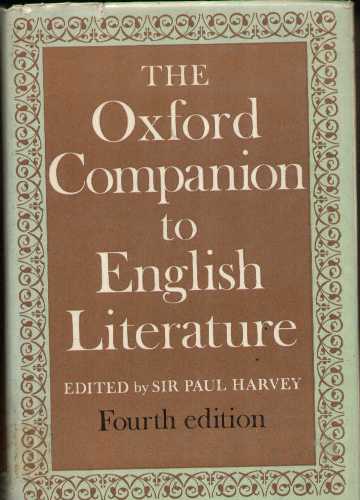 THE
Oxford
Companion
to
English
Literature
EDITED by SIR PAUL HARVEY
Fourth edition